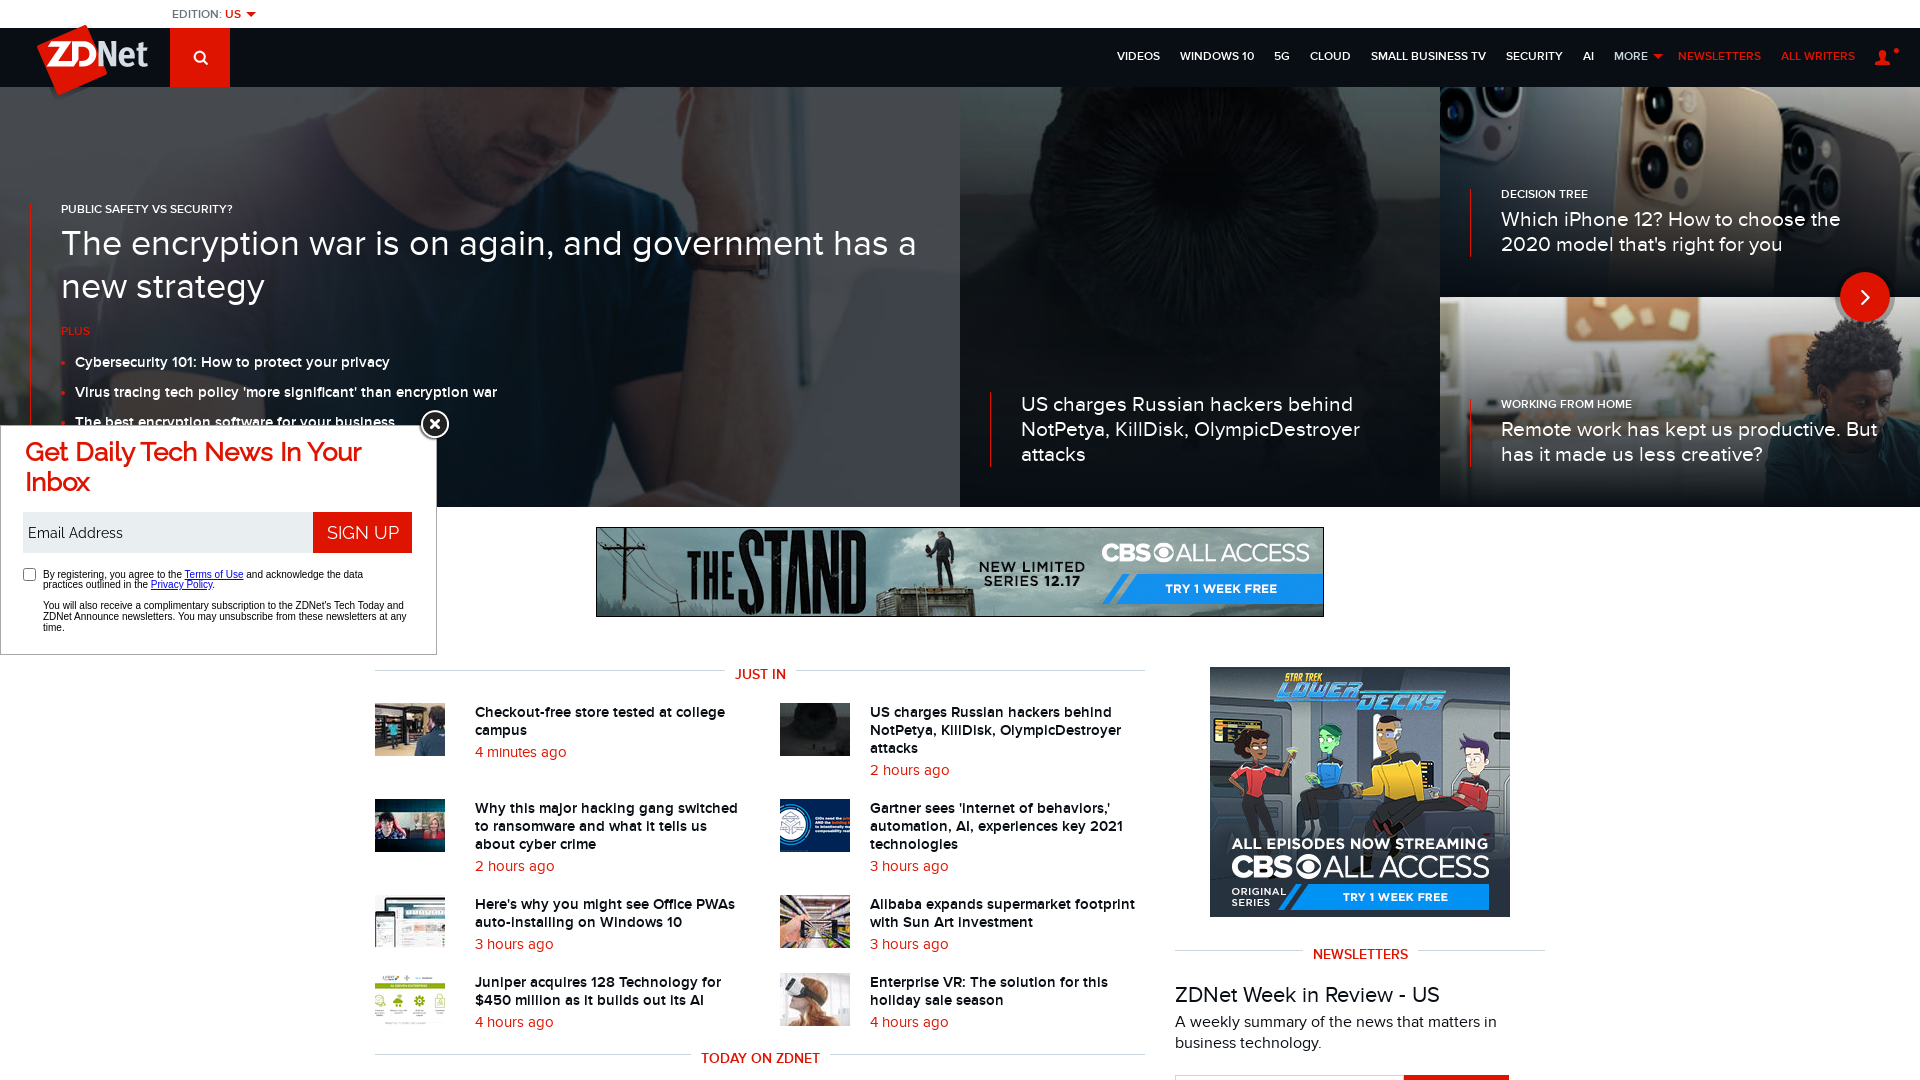 EDITION: US
ZDNet
VIDEOS WINDOWS 10 5G CLOUD SMALL BUSINESS TV SECURITY AI MORE NEWSLETTERS ALL WRITERS
PUBLIC SAFETY VS SECURITY?
The encryption war is on again, and government has a
new strategy
PLUS
Cybersecurity 101: How to protect your privacy
Virus tracing tech policy 'more significant' than encryption war
The best encryption software for your business
US charges Russian hackers behind
NotPetya, KillDisk, OlympicDestroyer
attacks
DECISION TREE
Which iPhone 12? How to choose the
2020 model that's right for you
WORKING FROM HOME
Remote work has kept us productive. But
has it made us less creative?
Get Daily Tech News In Your
Inbox
Email Address
SIGN UP
By registering, you agree to the Terms of Use and acknowledge the data
practices outlined in the Privacy Policy.
You will also receive a complimentary subscription to the ZDNet's Tech Today and
ZDNet Announce newsletters. You may unsubscribe from these newsletters at any
time.
THE STAND
NEW LIMITED
SERIES 12.17
CBS ALL ACCESS
TRY 1 WEEK FREE
JUST IN
Checkout-free store tested at college
campus
4 minutes ago
US charges Russian hackers behind
NotPetya, KillDisk, OlympicDestroyer
attacks
2 hours ago
Why this major hacking gang switched
to ransomware and what it tells us
about cyber crime
2 hours ago
Gartner sees 'internet of behaviors,'
automation, AI, experiences key 2021
technologies
3 hours ago
Here's why you might see Office PWAs
auto-installing on Windows 10
3 hours ago
Alibaba expands supermarket footprint
with Sun Art investment
3 hours ago
Juniper acquires 128 Technology for
$450 million as it builds out its AI
4 hours ago
Enterprise VR: The solution for this
holiday sale season
4 hours ago
TODAY ON ZDNET
STAR TREK
LOWER DECKS
ALL EPISODES NOW STREAMING
CBS ALL ACCESS
ORIGINAL
SERIES
TRY 1 WEEK FREE
NEWSLETTERS
ZDNet Week in Review - US
A weekly summary of the news that matters in
business technology.